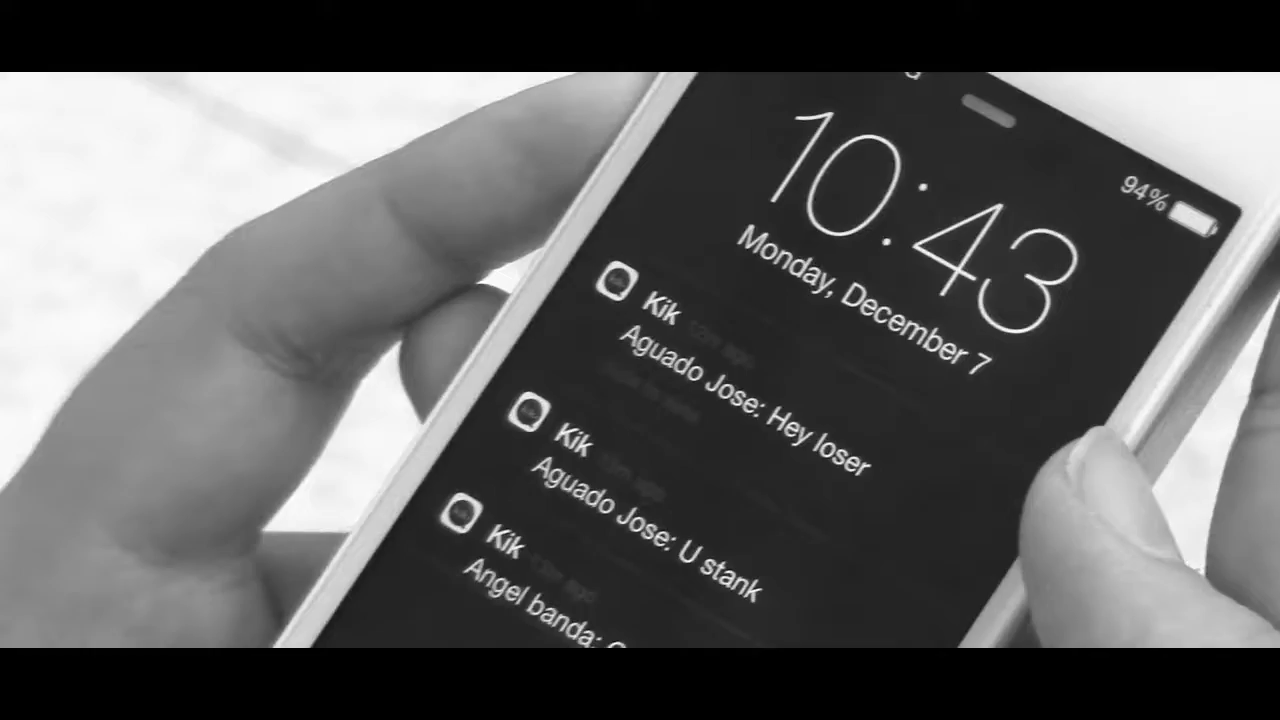 94%
10:43
Monday, December 7
Kik
Aguado Jose: Hey loser
Kik
Aguado Jose: U stank
Kik
Angel banda: